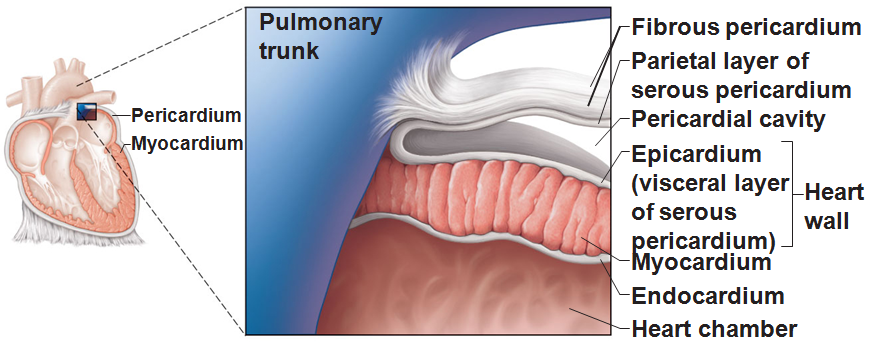 Pulmonary
trunk
Pericardium
Myocardium
Fibrous pericardium
Parietal layer of
serous pericardium
Pericardial cavity
Epicardium
(visceral layer
of serous
pericardium)
Heart
wall
Myocardium
Endocardium
Heart chamber